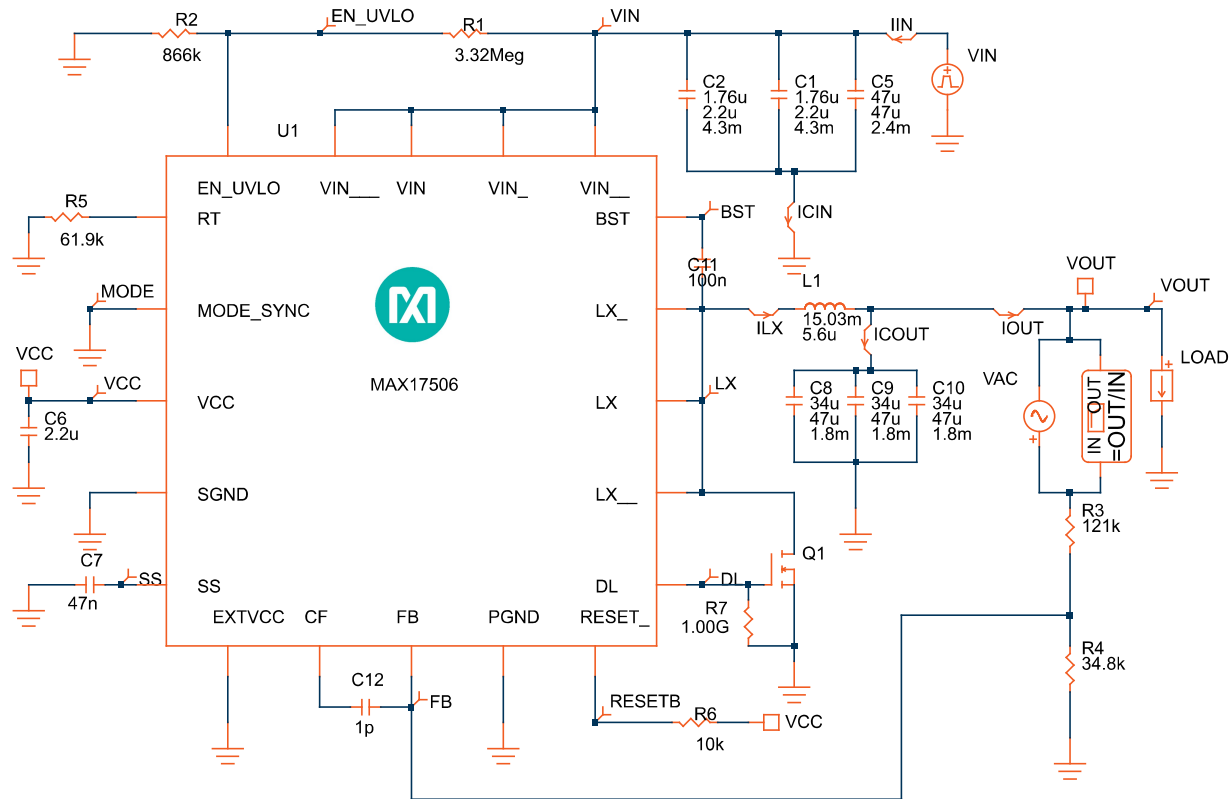 R2
866k
EN_UVLO
R1
3.32Meg
VIN
IIN
VIN
C2
1.76u
2.2u
4.3m
C1
1.76u
2.2u
4.3m
C5
47u
47u
2.4m
U1
EN_UVLO
VIN___
VIN
VIN_
VIN__
R5
61.9k
RT
BST
BST
ICIN
C11
100n
L1
15.03m
5.6u
MODE
MODE_SYNC
LX_
ILX
ICOUT
IOUT
VOUT
VOUT
MAX17506
VCC
VCC
VCC
C6
2.2u
LX
LX
C8
34u
47u
1.8m
C9
34u
47u
1.8m
C10
34u
47u
1.8m
VAC
IN
OUT
=OUT/IN
LOAD
SGND
LX__
R3
121k
C7
47n
SS
SS
DL
DL
Q1
R7
1.00G
EXTVCC
CF
FB
PGND
RESET_
R4
34.8k
C12
1p
FB
RESETB
R6
10k
VCC